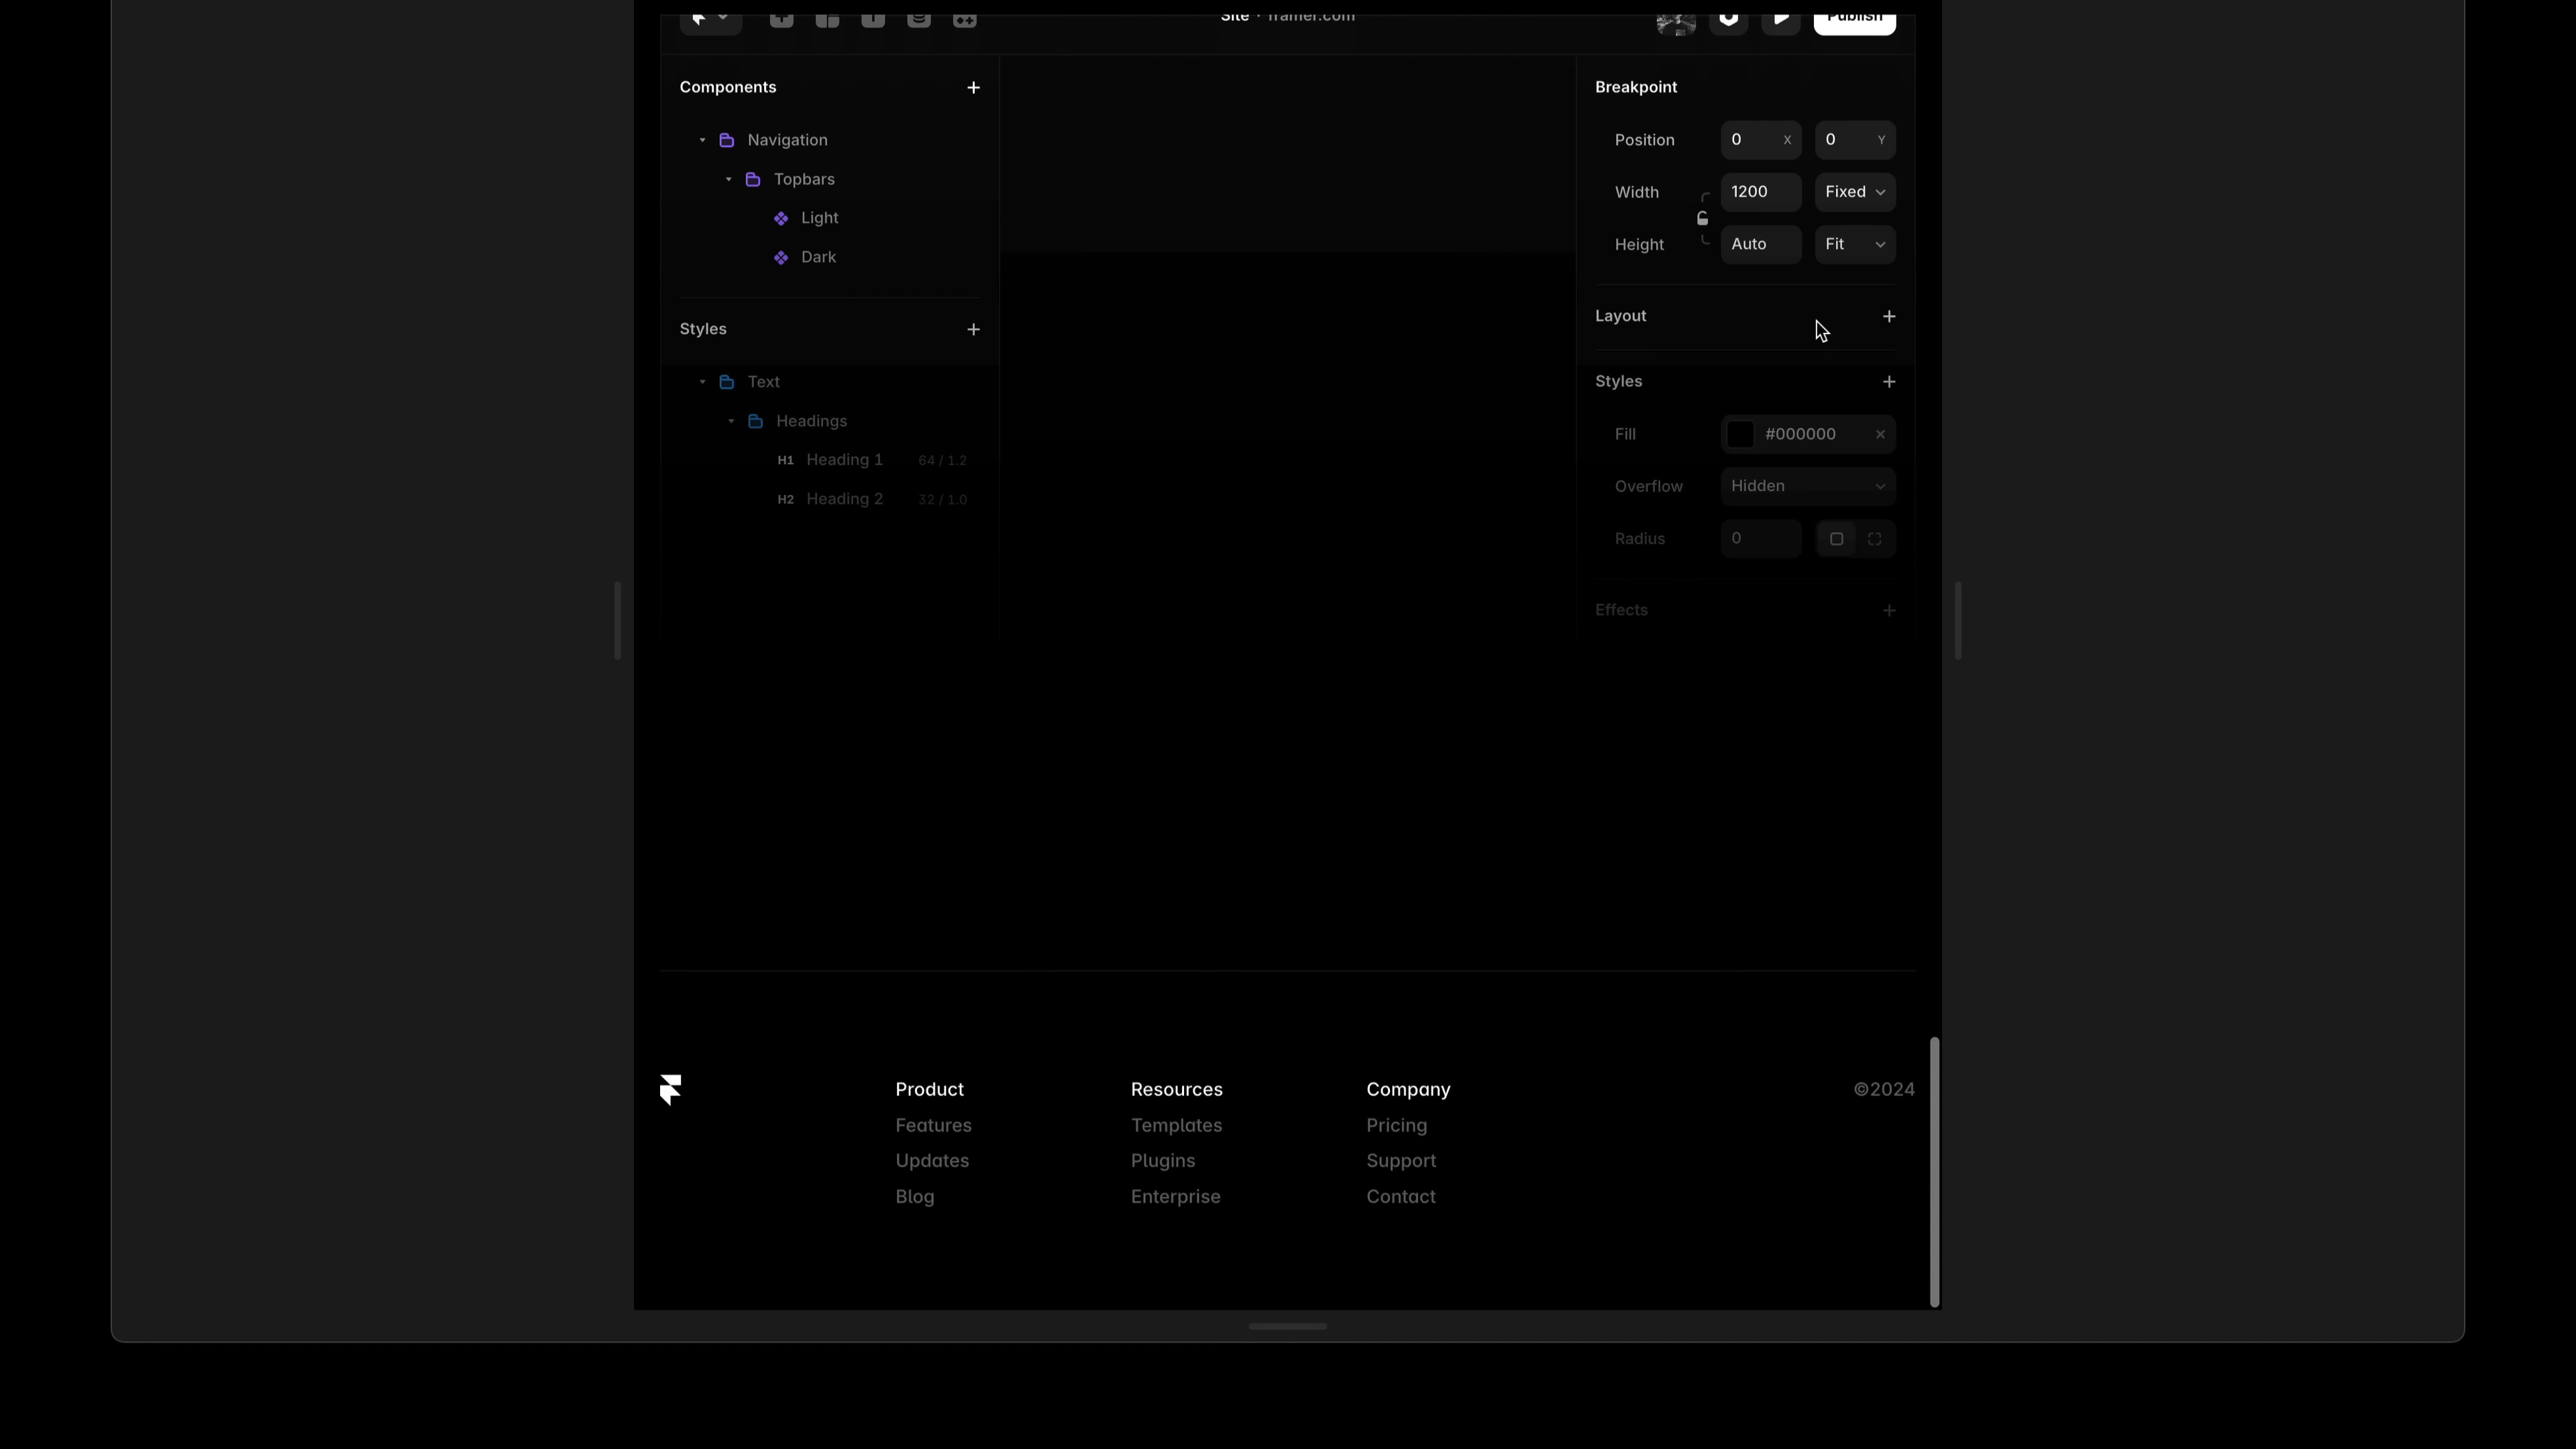 Site · framer.com
Publish
Components
Navigation
Topbars
Light
Dark
Styles
Text
Headings
H1 Heading 1 64 / 1.2
H2 Heading 2 32 / 1.0
Breakpoint
Position 0 X 0 Y
Width 1200 Fixed
Height Auto Fit
Layout
Styles
Fill #000000
Overflow Hidden
Radius 0
Effects
Product
Features
Updates
Blog
Resources
Templates
Plugins
Enterprise
Company
Pricing
Support
Contact
©2024